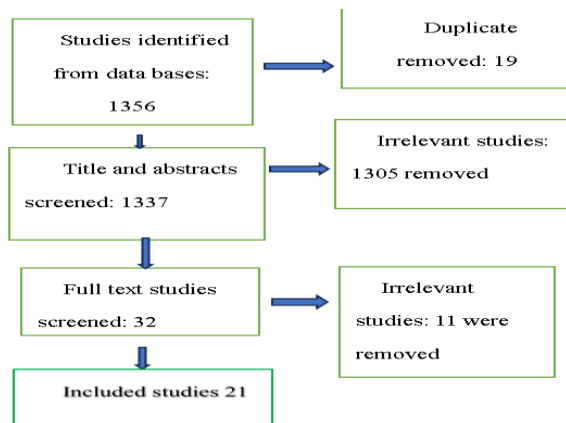 Studies identified
from data bases:
1356
Duplicate
removed: 19
Title and abstracts
screened: 1337
Irrelevant studies:
1305 removed
Full text studies
screened: 32
Irrelevant
studies: 11 were
removed
Included studies 21